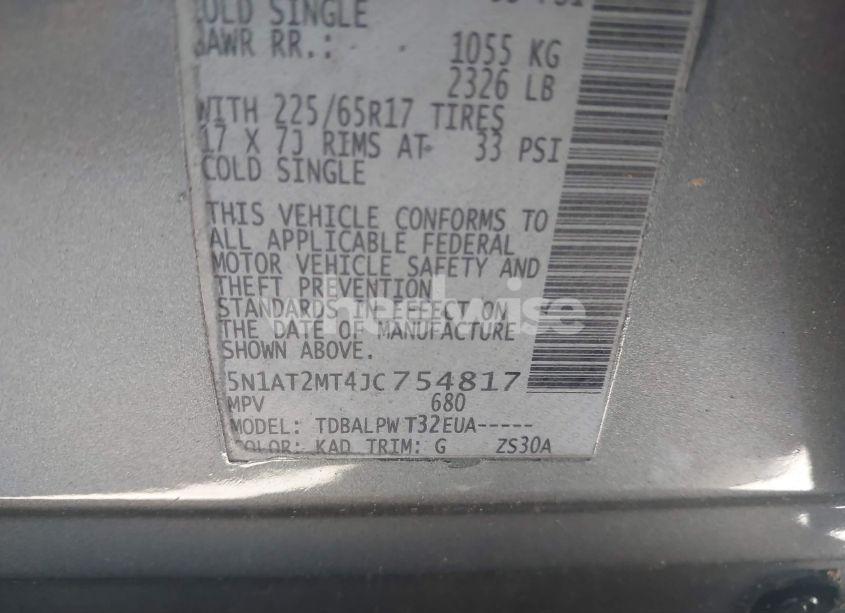 COLD SINGLE
GAWR RR.: 1055 KG
2326 LB
WITH 225/65R17 TIRES
17 X 7J RIMS AT 33 PSI
COLD SINGLE
THIS VEHICLE CONFORMS TO
ALL APPLICABLE FEDERAL
MOTOR VEHICLE SAFETY AND
THEFT PREVENTION
STANDARDS IN EFFECT ON
THE DATE OF MANUFACTURE
SHOWN ABOVE.
5N1AT2MT4JC754817
MPV 680
MODEL: TDBALPW T32EUA-----
COLOR: KAD TRIM: G ZS30A